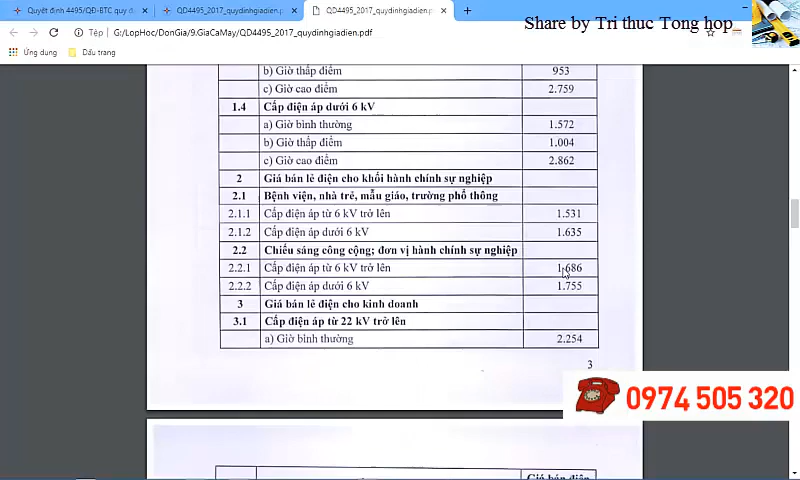 Quyết định 4495/QĐ-BTC quy đ
QD4495_2017_quydinhgiadien.p
QD4495_2017_quydinhgiadien.p
Share by Tri thuc Tong hop
Tệp | G:/LopHoc/DonGia/9.GiaCaMay/QD4495_2017_quydinhgiadien.pdf
Ứng dụng Dấu trang
b) Giờ thấp điểm 953
c) Giờ cao điểm 2.759
1.4 Cấp điện áp dưới 6 kV
a) Giờ bình thường 1.572
b) Giờ thấp điểm 1.004
c) Giờ cao điểm 2.862
2 Giá bán lẻ điện cho khối hành chính sự nghiệp
2.1 Bệnh viện, nhà trẻ, mẫu giáo, trường phổ thông
2.1.1 Cấp điện áp từ 6 kV trở lên 1.531
2.1.2 Cấp điện áp dưới 6 kV 1.635
2.2 Chiếu sáng công cộng; đơn vị hành chính sự nghiệp
2.2.1 Cấp điện áp từ 6 kV trở lên 1.686
2.2.2 Cấp điện áp dưới 6 kV 1.755
3 Giá bán lẻ điện cho kinh doanh
3.1 Cấp điện áp từ 22 kV trở lên
a) Giờ bình thường 2.254
3
0974 505 320
Giá bán điện